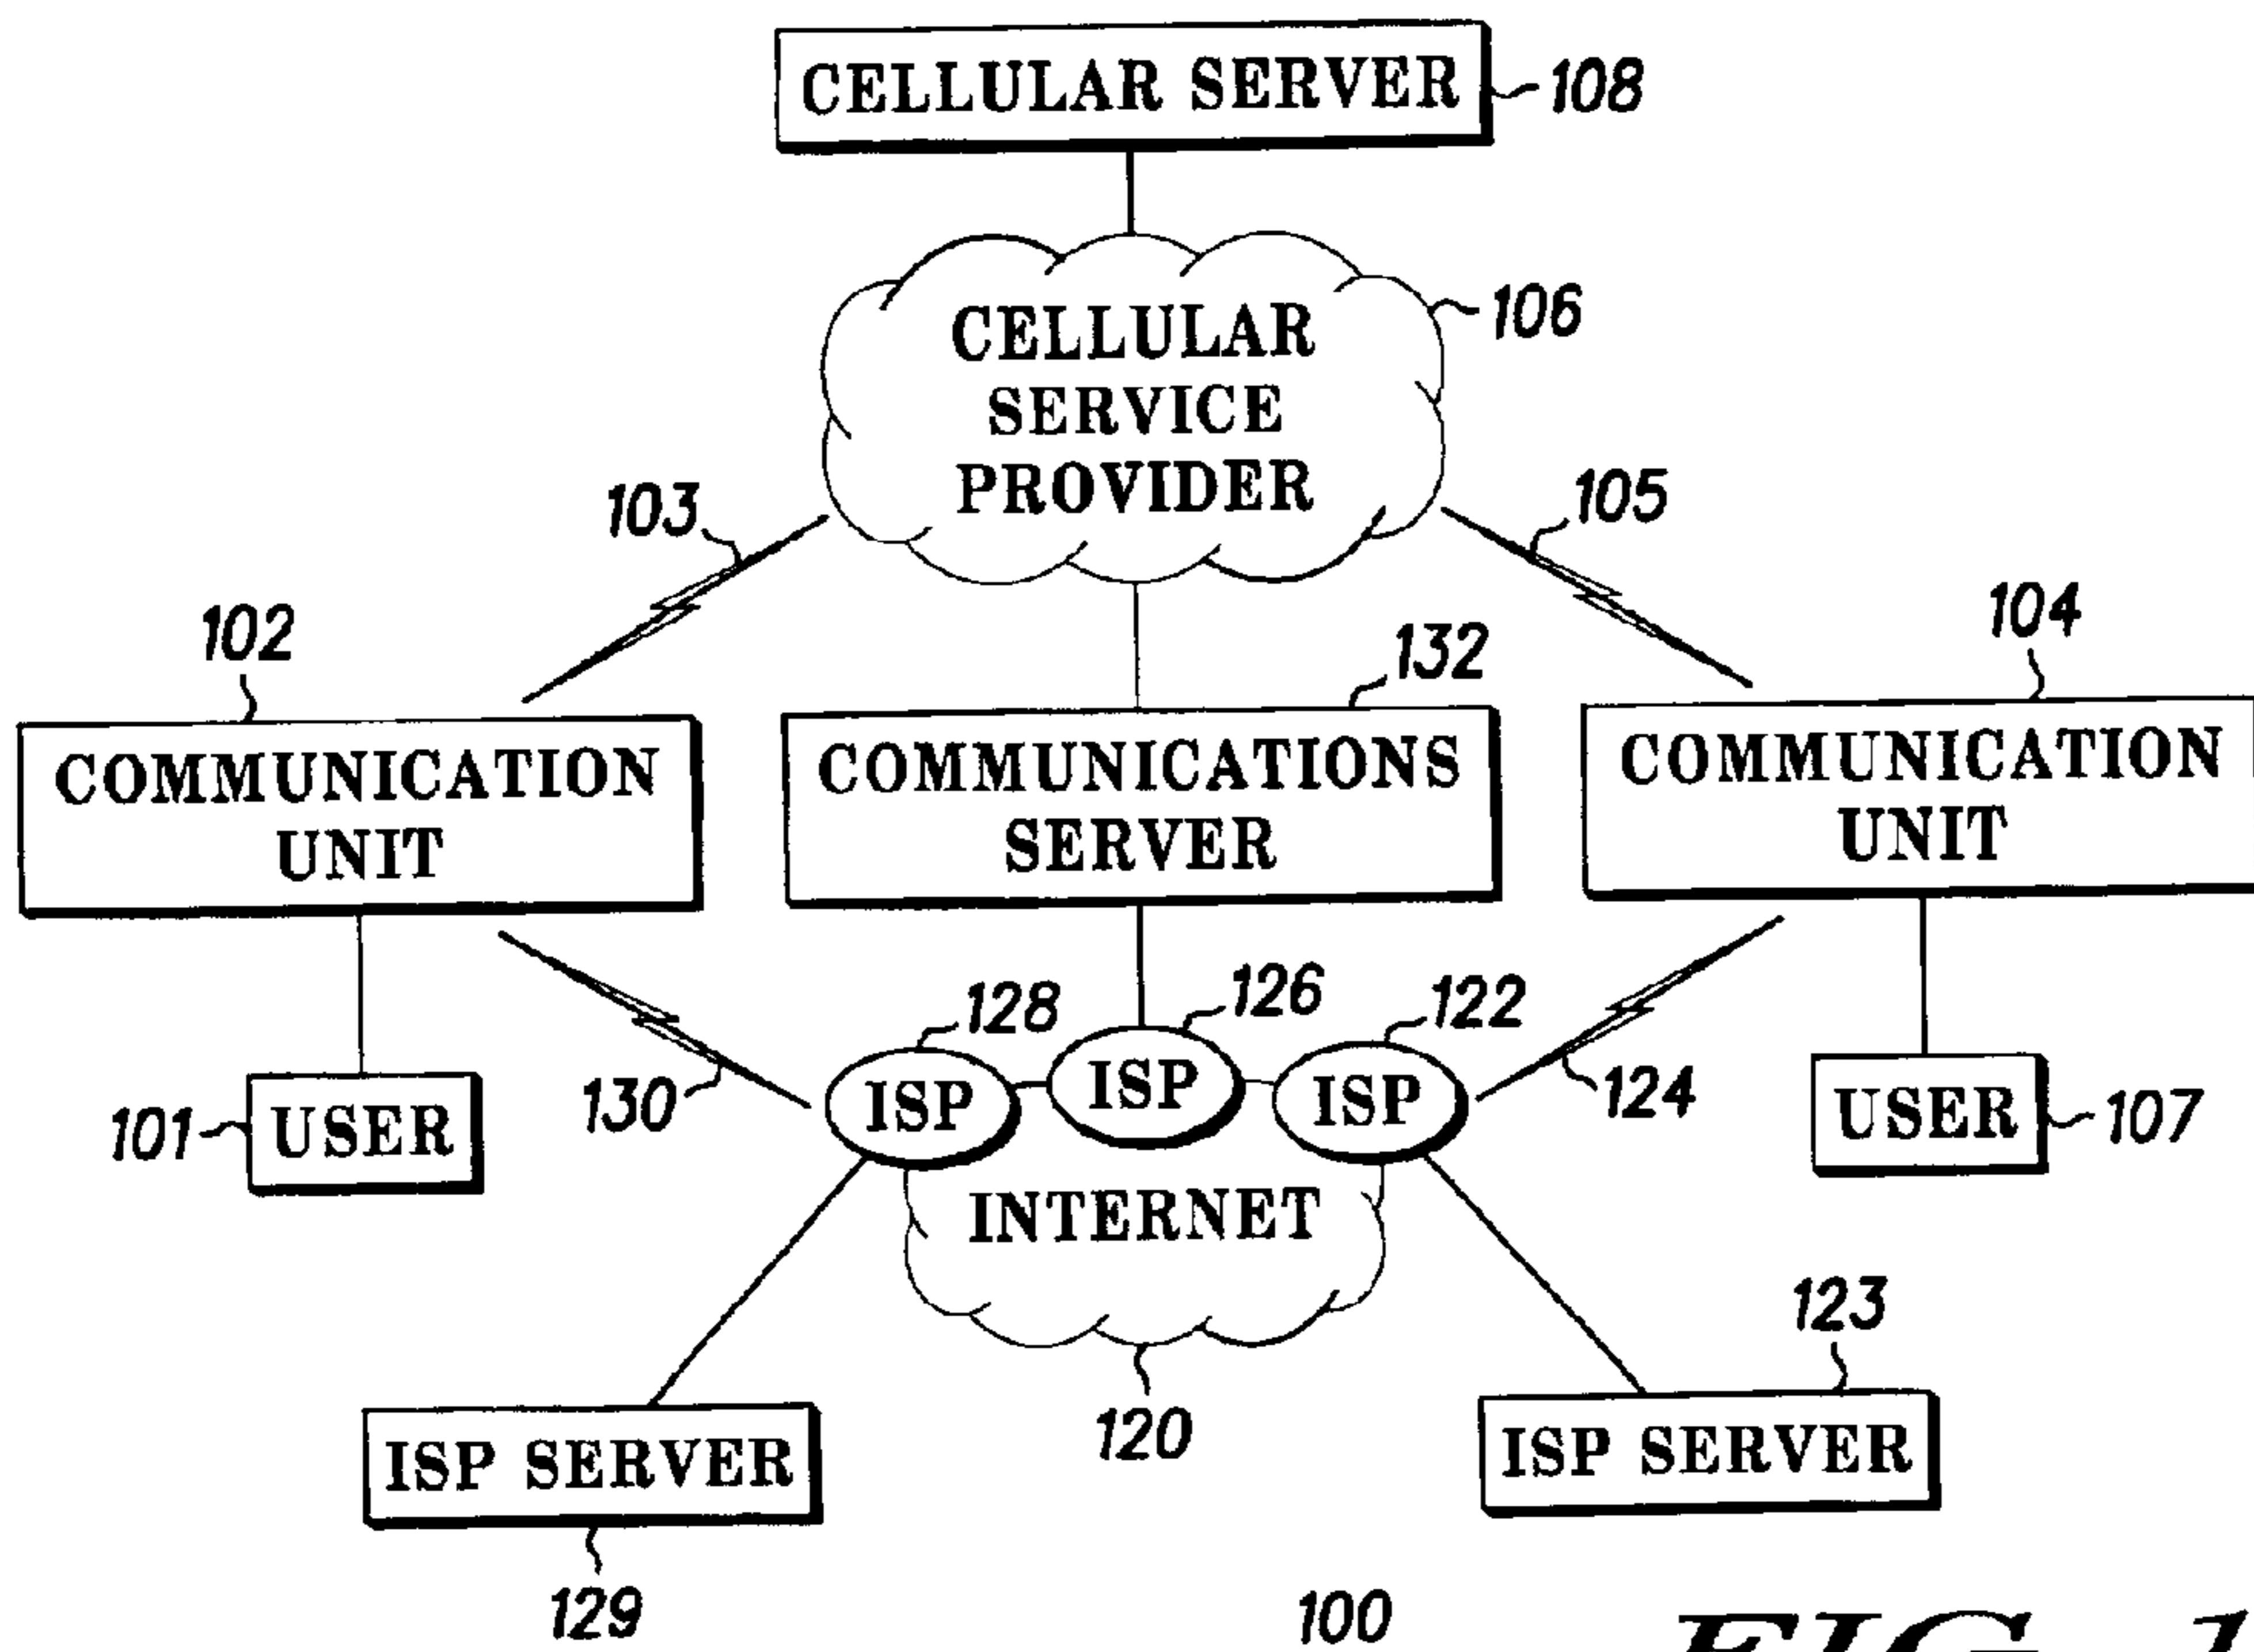 CELLULAR SERVER
108
CELLULAR
SERVICE
PROVIDER
106
103
105
102
132
104
COMMUNICATION
UNIT
COMMUNICATIONS
SERVER
COMMUNICATION
UNIT
128
126
122
130
ISP
ISP
ISP
124
101
USER
USER
107
INTERNET
123
120
ISP SERVER
ISP SERVER
129
100
FIG. 1